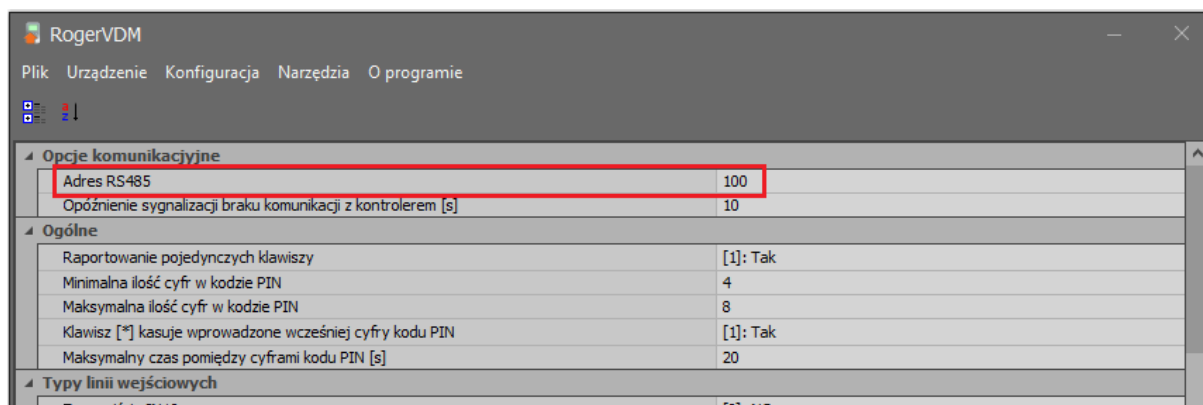 RogerVDM
Plik Urządzenie Konfiguracja Narzędzia O programie
Opcje komunikacyjne
Adres RS485 100
Opóźnienie sygnalizacji braku komunikacji z kontrolerem [s] 10
Ogólne
Raportowanie pojedynczych klawiszy [1]: Tak
Minimalna ilość cyfr w kodzie PIN 4
Maksymalna ilość cyfr w kodzie PIN 8
Klawisz [*] kasuje wprowadzone wcześniej cyfry kodu PIN [1]: Tak
Maksymalny czas pomiędzy cyframi kodu PIN [s] 20
Typy linii wejściowych